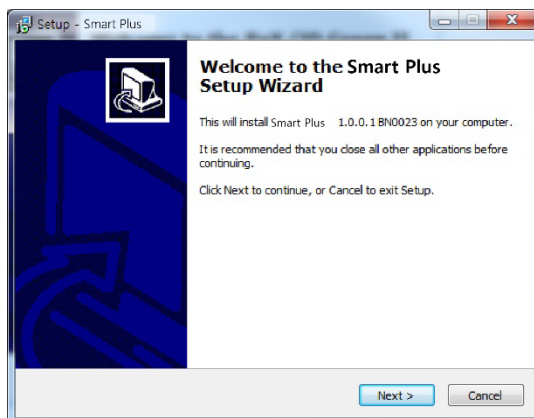 Setup - Smart Plus
Welcome to the Smart Plus
Setup Wizard
This will install Smart Plus 1.0.0.1 BN0023 on your computer.
It is recommended that you close all other applications before
continuing.
Click Next to continue, or Cancel to exit Setup.
Next >
Cancel